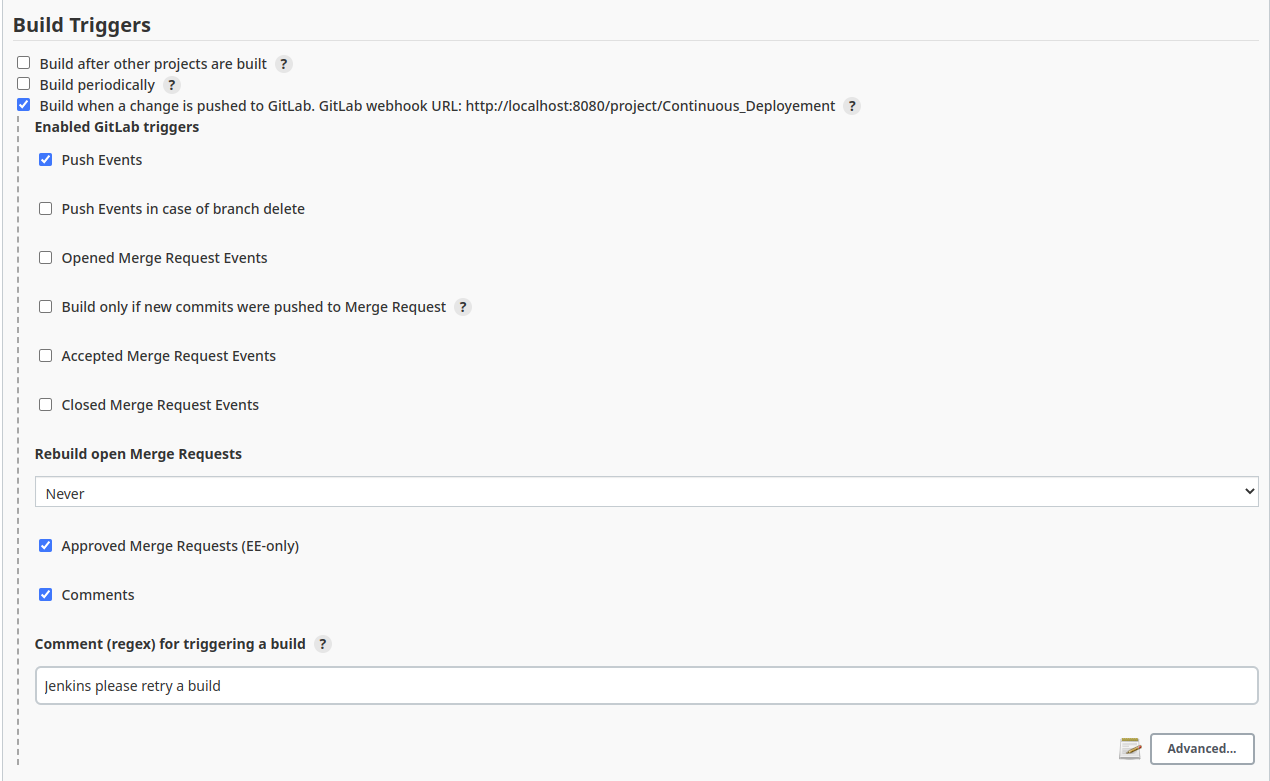 Build Triggers
Build after other projects are built ?
Build periodically ?
Build when a change is pushed to GitLab. GitLab webhook URL: http://localhost:8080/project/Continuous_Deployement ?
Enabled GitLab triggers
Push Events
Push Events in case of branch delete
Opened Merge Request Events
Build only if new commits were pushed to Merge Request ?
Accepted Merge Request Events
Closed Merge Request Events
Rebuild open Merge Requests
Never
Approved Merge Requests (EE-only)
Comments
Comment (regex) for triggering a build ?
Jenkins please retry a build
Advanced...